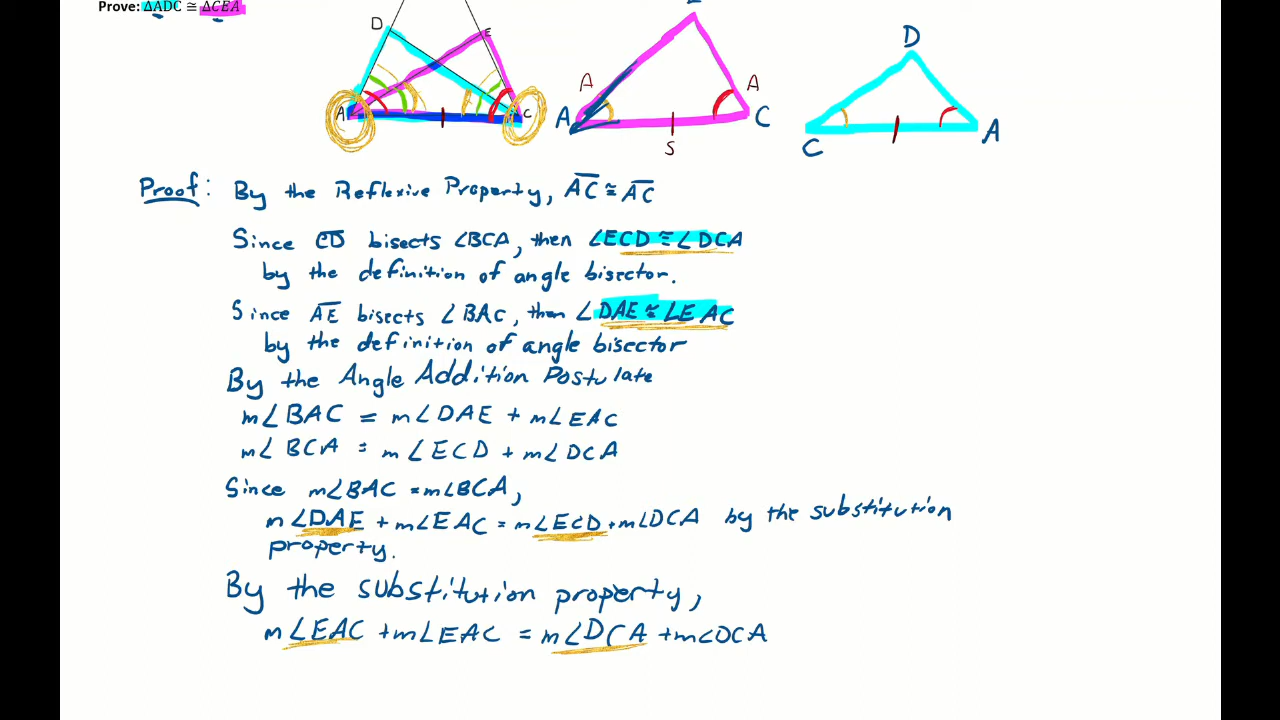 Prove: ΔADC ≅ ΔCEA
D
E
A
C
A
A
A
C
S
D
C
A
Proof: By the Reflexive Property, AC ≅ AC
Since CD bisects ∠BCA, then ∠ECD ≅ ∠DCA
by the definition of angle bisector.
Since AE bisects ∠BAC, then ∠DAE ≅ ∠EAC
by the definition of angle bisector
By the Angle Addition Postulate
m∠BAC = m∠DAE + m∠EAC
m∠BCA = m∠ECD + m∠DCA
Since m∠BAC = m∠BCA,
m∠DAE + m∠EAC = m∠ECD + m∠DCA by the substitution
property.
By the substitution property,
m∠EAC + m∠EAC = m∠DCA + m∠DCA